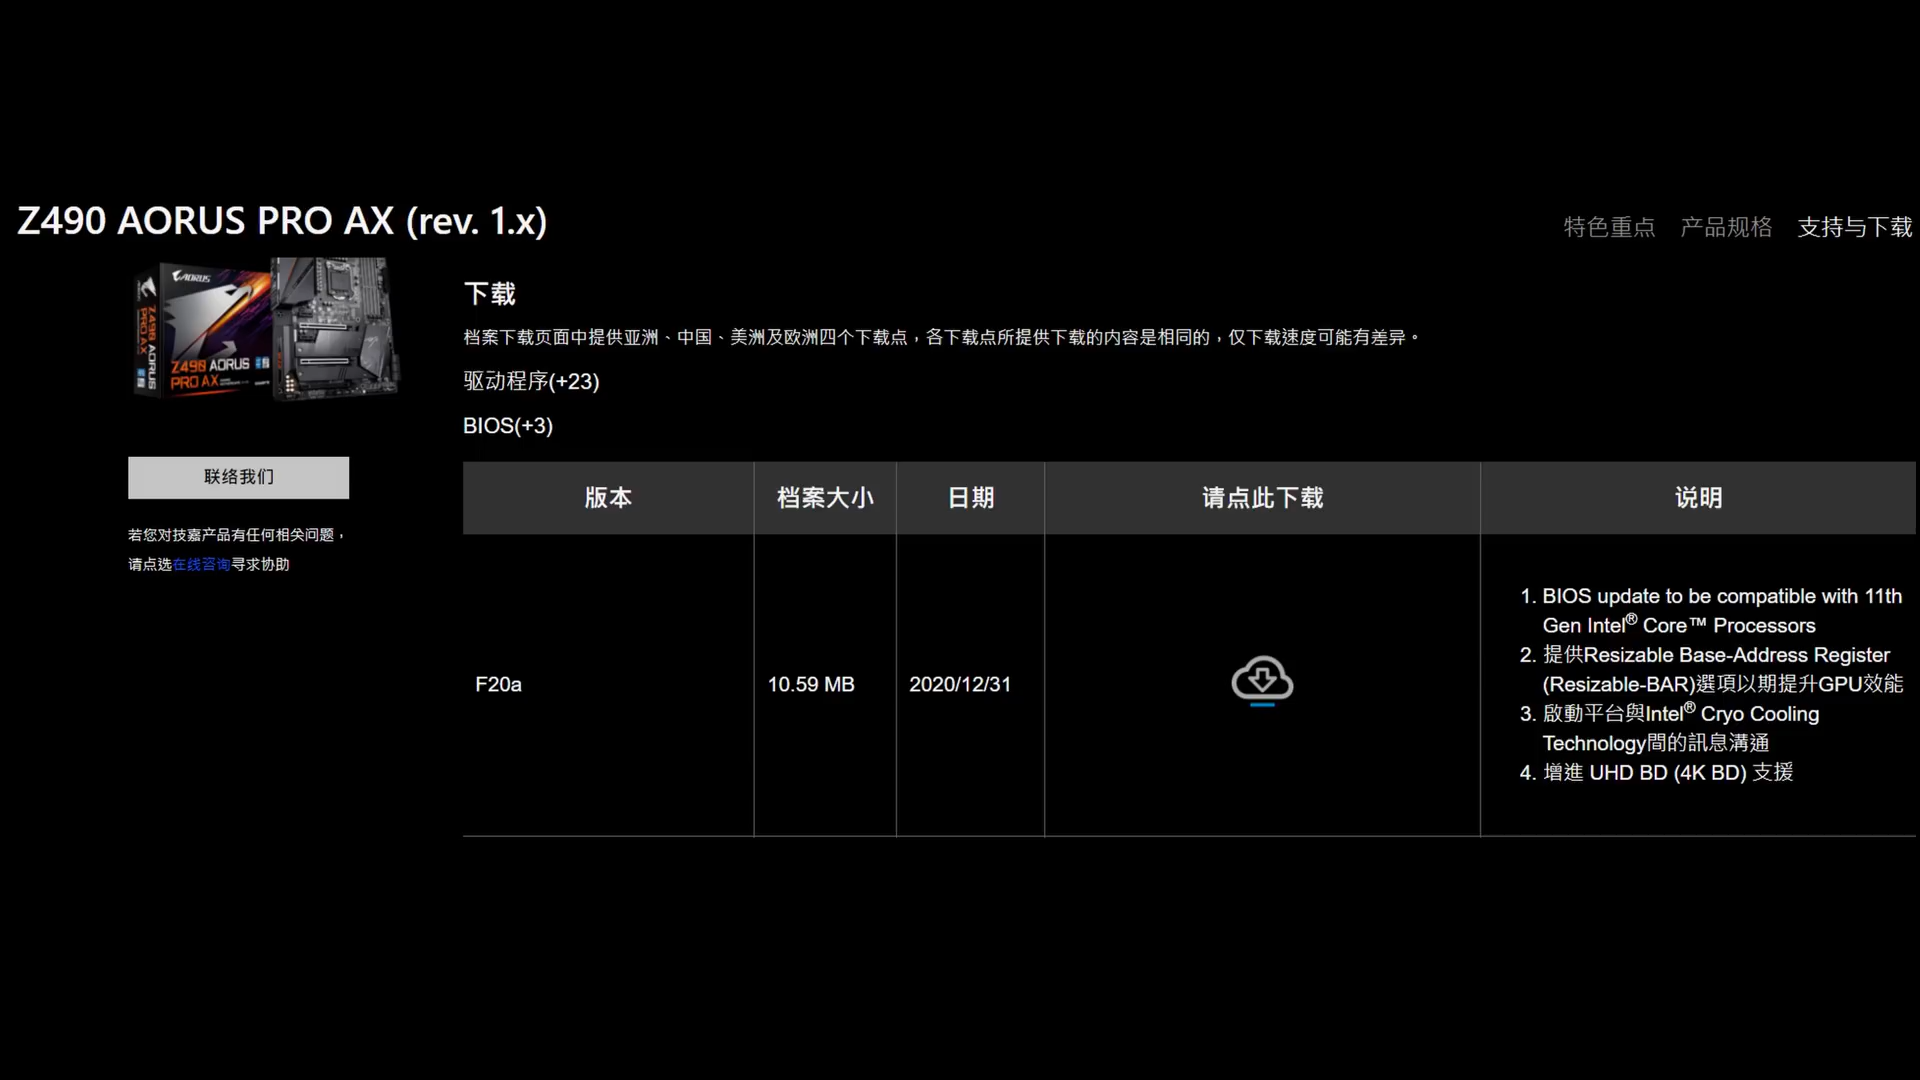 Z490 AORUS PRO AX (rev. 1.x)
特色重点 产品规格 支持与下载
AORUS
Z490 AORUS
PRO AX
Z490 AORUS
PRO AX
下载
档案下载页面中提供亚洲、中国、美洲及欧洲四个下载点，各下载点所提供下载的内容是相同的，仅下载速度可能有差异。
驱动程序(+23)
BIOS(+3)
联络我们
若您对技嘉产品有任何相关问题，
请点选在线咨询寻求协助
版本 档案大小 日期 请点此下载 说明
F20a 10.59 MB 2020/12/31
1. BIOS update to be compatible with 11th
Gen Intel® Core™ Processors
2. 提供Resizable Base-Address Register
(Resizable-BAR)選項以期提升GPU效能
3. 啟動平台與Intel® Cryo Cooling
Technology間的訊息溝通
4. 增進 UHD BD (4K BD) 支援